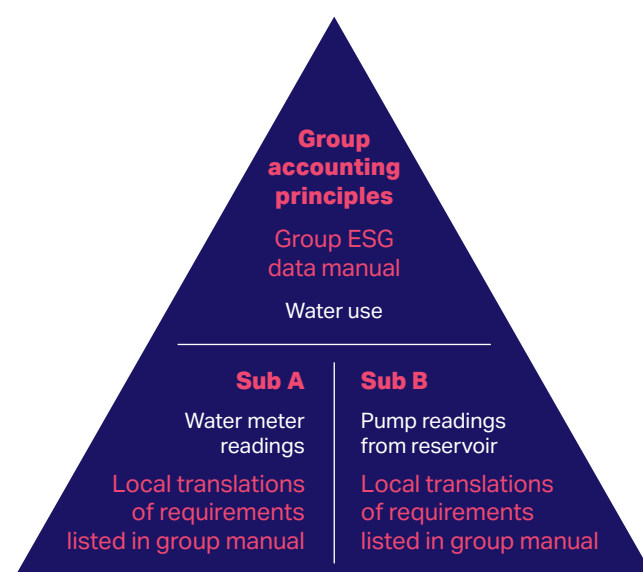 Group
accounting
principles
Group ESG
data manual
Water use
Sub A
Water meter
readings
Local translations
of requirements
listed in group manual
Sub B
Pump readings
from reservoir
Local translations
of requirements
listed in group manual